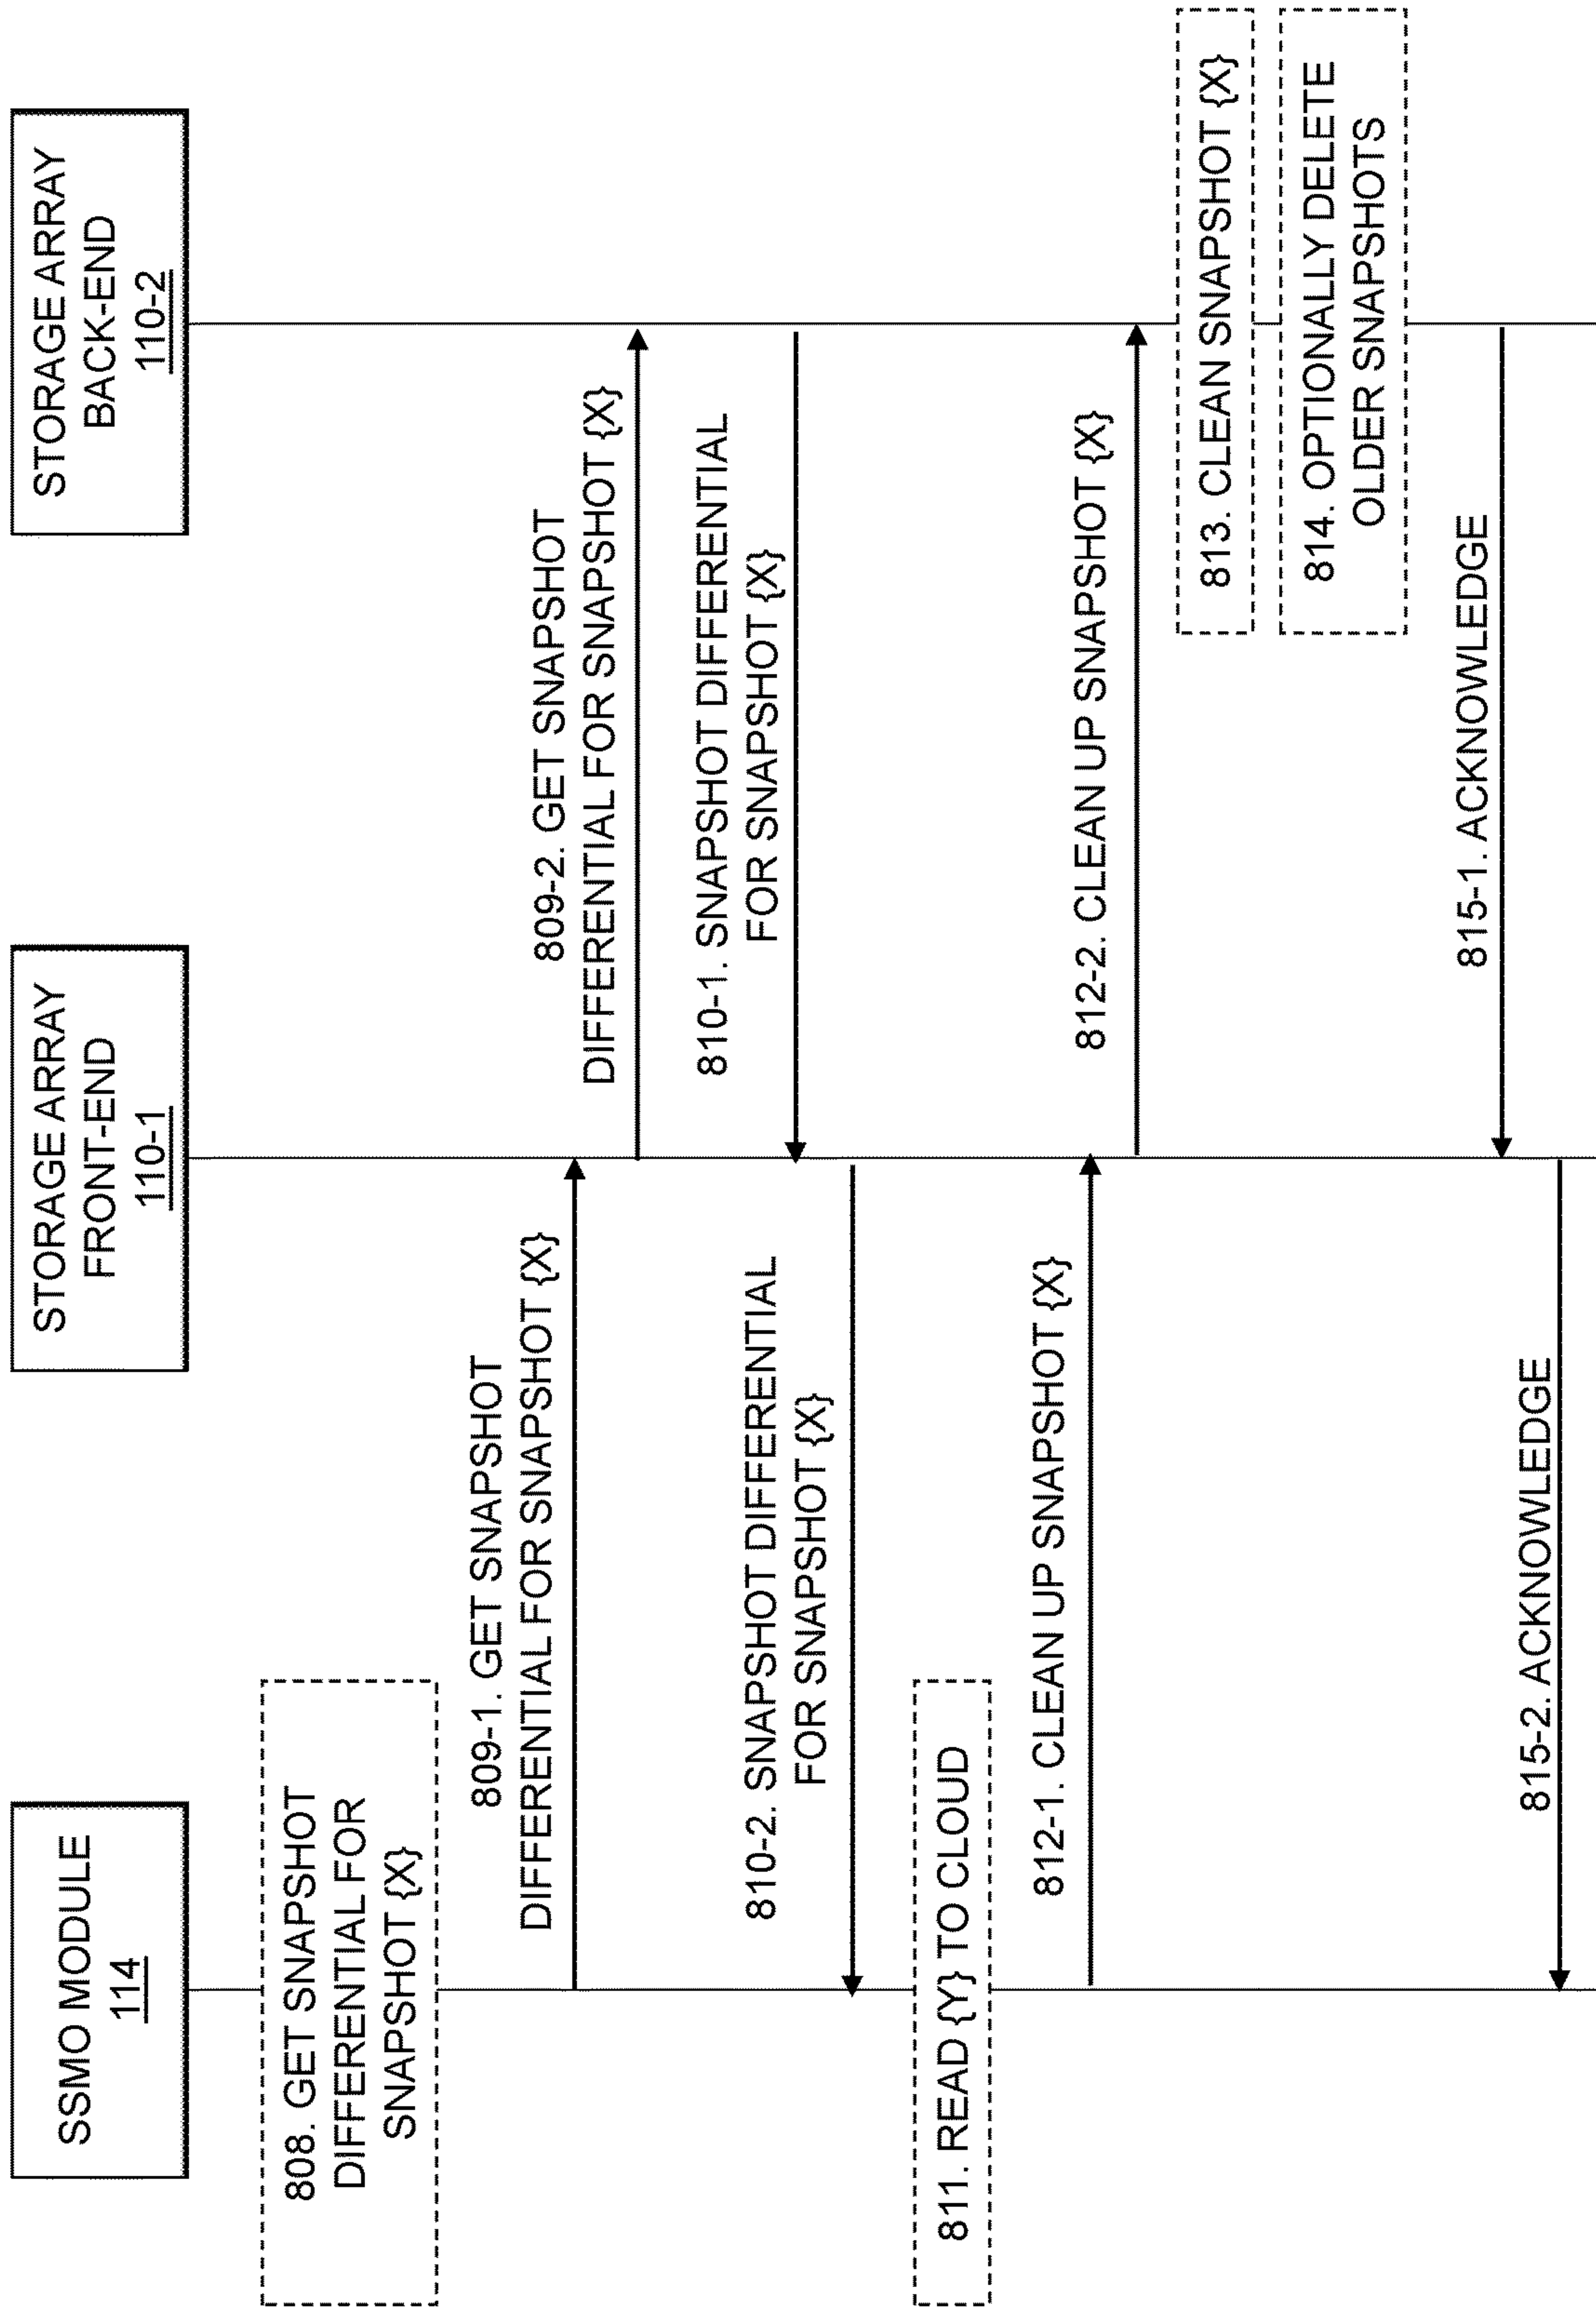 SSMO MODULE
114
STORAGE ARRAY
FRONT-END
110-1
STORAGE ARRAY
BACK-END
110-2
808. GET SNAPSHOT
DIFFERENTIAL FOR
SNAPSHOT {X}
809-1. GET SNAPSHOT
DIFFERENTIAL FOR SNAPSHOT {X}
809-2. GET SNAPSHOT
DIFFERENTIAL FOR SNAPSHOT {X}
810-1. SNAPSHOT DIFFERENTIAL
FOR SNAPSHOT {X}
810-2. SNAPSHOT DIFFERENTIAL
FOR SNAPSHOT {X}
811. READ {Y} TO CLOUD
812-1. CLEAN UP SNAPSHOT {X}
812-2. CLEAN UP SNAPSHOT {X}
813. CLEAN SNAPSHOT {X}
814. OPTIONALLY DELETE
OLDER SNAPSHOTS
815-1. ACKNOWLEDGE
815-2. ACKNOWLEDGE